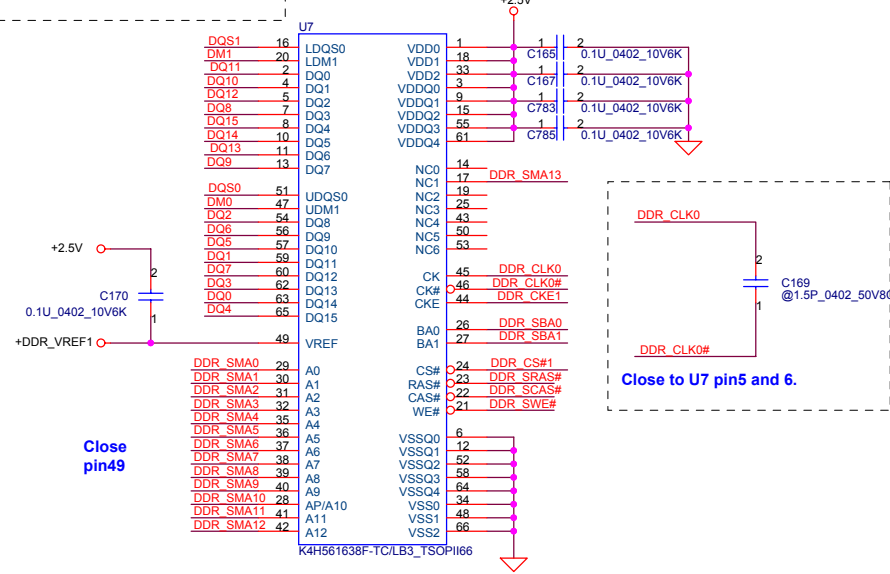 +2.5V
U7
DQS1 16 LDQS0 VDD0 1
DM1 20 LDM1 VDD1 18
DQ11 2 DQ0 VDD2 33
DQ10 4 DQ1 VDDQ0 3
DQ12 5 DQ2 VDDQ1 9
DQ8 7 DQ3 VDDQ2 15
DQ15 8 DQ4 VDDQ3 55
DQ14 10 DQ5 VDDQ4 61
DQ13 11 DQ6
DQ9 13 DQ7
1 2
C165 0.1U_0402_10V6K
1 2
C167 0.1U_0402_10V6K
1 2
C783 0.1U_0402_10V6K
1 2
C785 0.1U_0402_10V6K
NC0 14
NC1 17 DDR_SMA13
NC2 19
NC3 25
NC4 43
NC5 50
NC6 53
DQS0 51 UDQS0
DM0 47 UDM1
DQ2 54 DQ8
DQ6 56 DQ9
DQ5 57 DQ10
DQ1 59 DQ11
DQ7 60 DQ12
DQ3 62 DQ13
DQ0 63 DQ14
DQ4 65 DQ15
CK 45 DDR_CLK0
CK# 46 DDR_CLK0#
CKE 44 DDR_CKE1
BA0 26 DDR_SBA0
BA1 27 DDR_SBA1
+2.5V
2
C170
0.1U_0402_10V6K
1
+DDR_VREF1 49 VREF
CS# 24 DDR_CS#1
RAS# 23 DDR_SRAS#
CAS# 22 DDR_SCAS#
WE# 21 DDR_SWE#
DDR_SMA0 29 A0
DDR_SMA1 30 A1
DDR_SMA2 31 A2
DDR_SMA3 32 A3
DDR_SMA4 35 A4
DDR_SMA5 36 A5
DDR_SMA6 37 A6
DDR_SMA7 38 A7
DDR_SMA8 39 A8
DDR_SMA9 40 A9
DDR_SMA10 28 AP/A10
DDR_SMA11 41 A11
DDR_SMA12 42 A12
VSSQ0 6
VSSQ1 12
VSSQ2 52
VSSQ3 58
VSSQ4 64
VSS0 34
VSS1 48
VSS2 66
Close
pin49
K4H561638F-TC/LB3_TSOPII66
DDR_CLK0
2
C169
@1.5P_0402_50V8C
1
DDR_CLK0#
Close to U7 pin5 and 6.